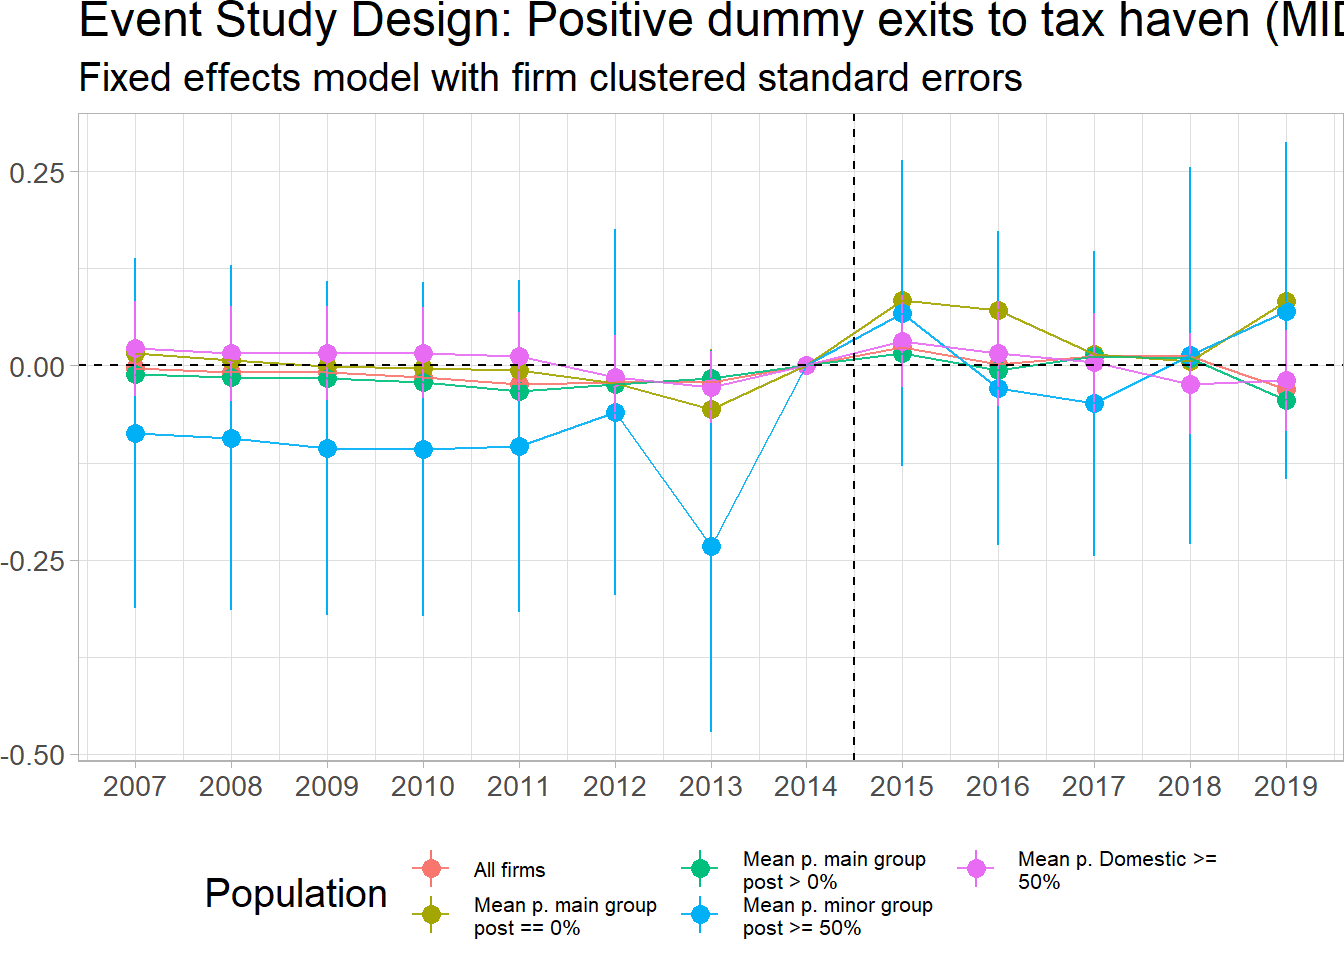 Event Study Design: Positive dummy exits to tax haven (MID
Fixed effects model with firm clustered standard errors
0.25
0.00
-0.25
-0.50
2007 2008 2009 2010 2011 2012 2013 2014 2015 2016 2017 2018 2019
Population
All firms
Mean p. main group
post == 0%
Mean p. main group
post > 0%
Mean p. minor group
post >= 50%
Mean p. Domestic >=
50%